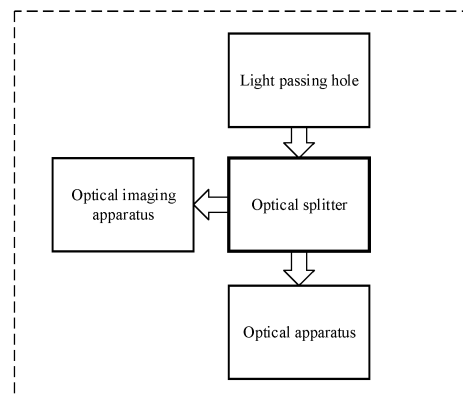 Light passing hole
Optical imaging
apparatus
Optical splitter
Optical apparatus